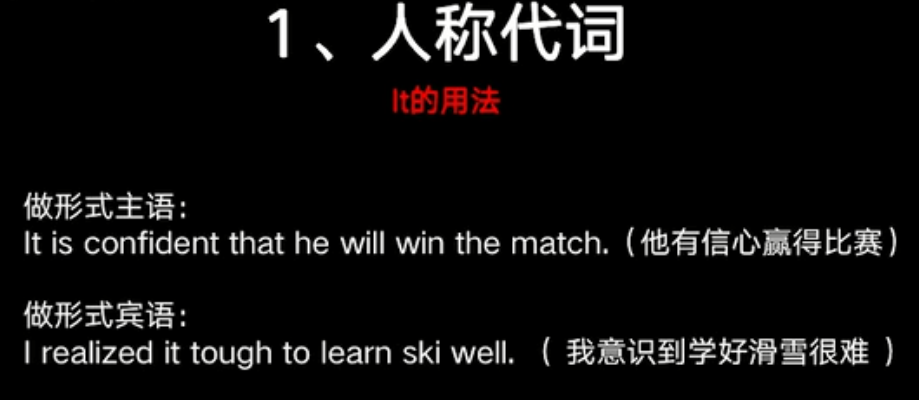 1、人称代词
It的用法
做形式主语：
It is confident that he will win the match.（他有信心赢得比赛）
做形式宾语：
I realized it tough to learn ski well. （ 我意识到学好滑雪很难 ）